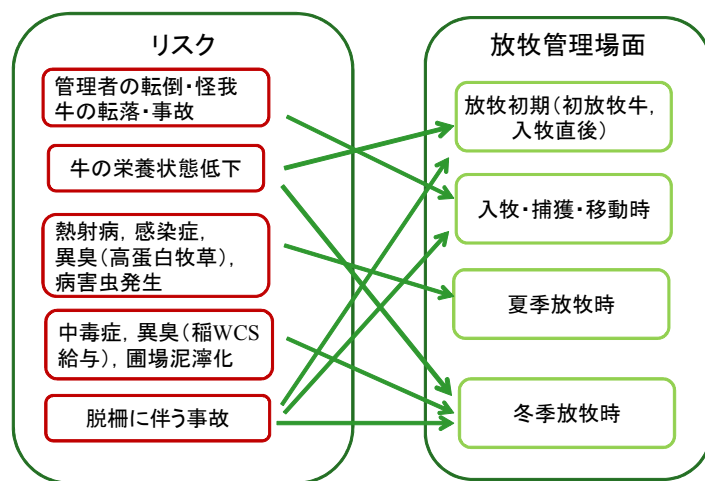 リスク
管理者の転倒・怪我
牛の転落・事故
牛の栄養状態低下
熱射病，感染症，
異臭（高蛋白牧草），
病害虫発生
中毒症，異臭（稲WCS
給与），圃場泥濘化
脱柵に伴う事故
放牧管理場面
放牧初期（初放牧牛，
入牧直後）
入牧・捕獲・移動時
夏季放牧時
冬季放牧時